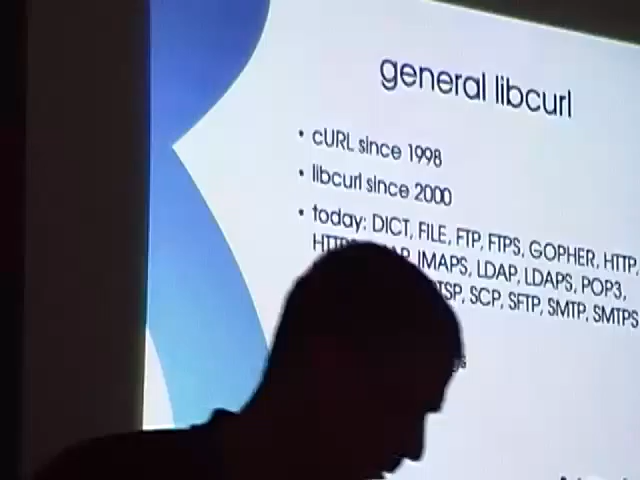 general libcurl
• cURL since 1998
• libcurl since 2000
• today: DICT, FILE, FTP, FTPS, GOPHER, HTTP,
IMAPS, LDAP, LDAPS, POP3,
SCP, SFTP, SMTP, SMTPS